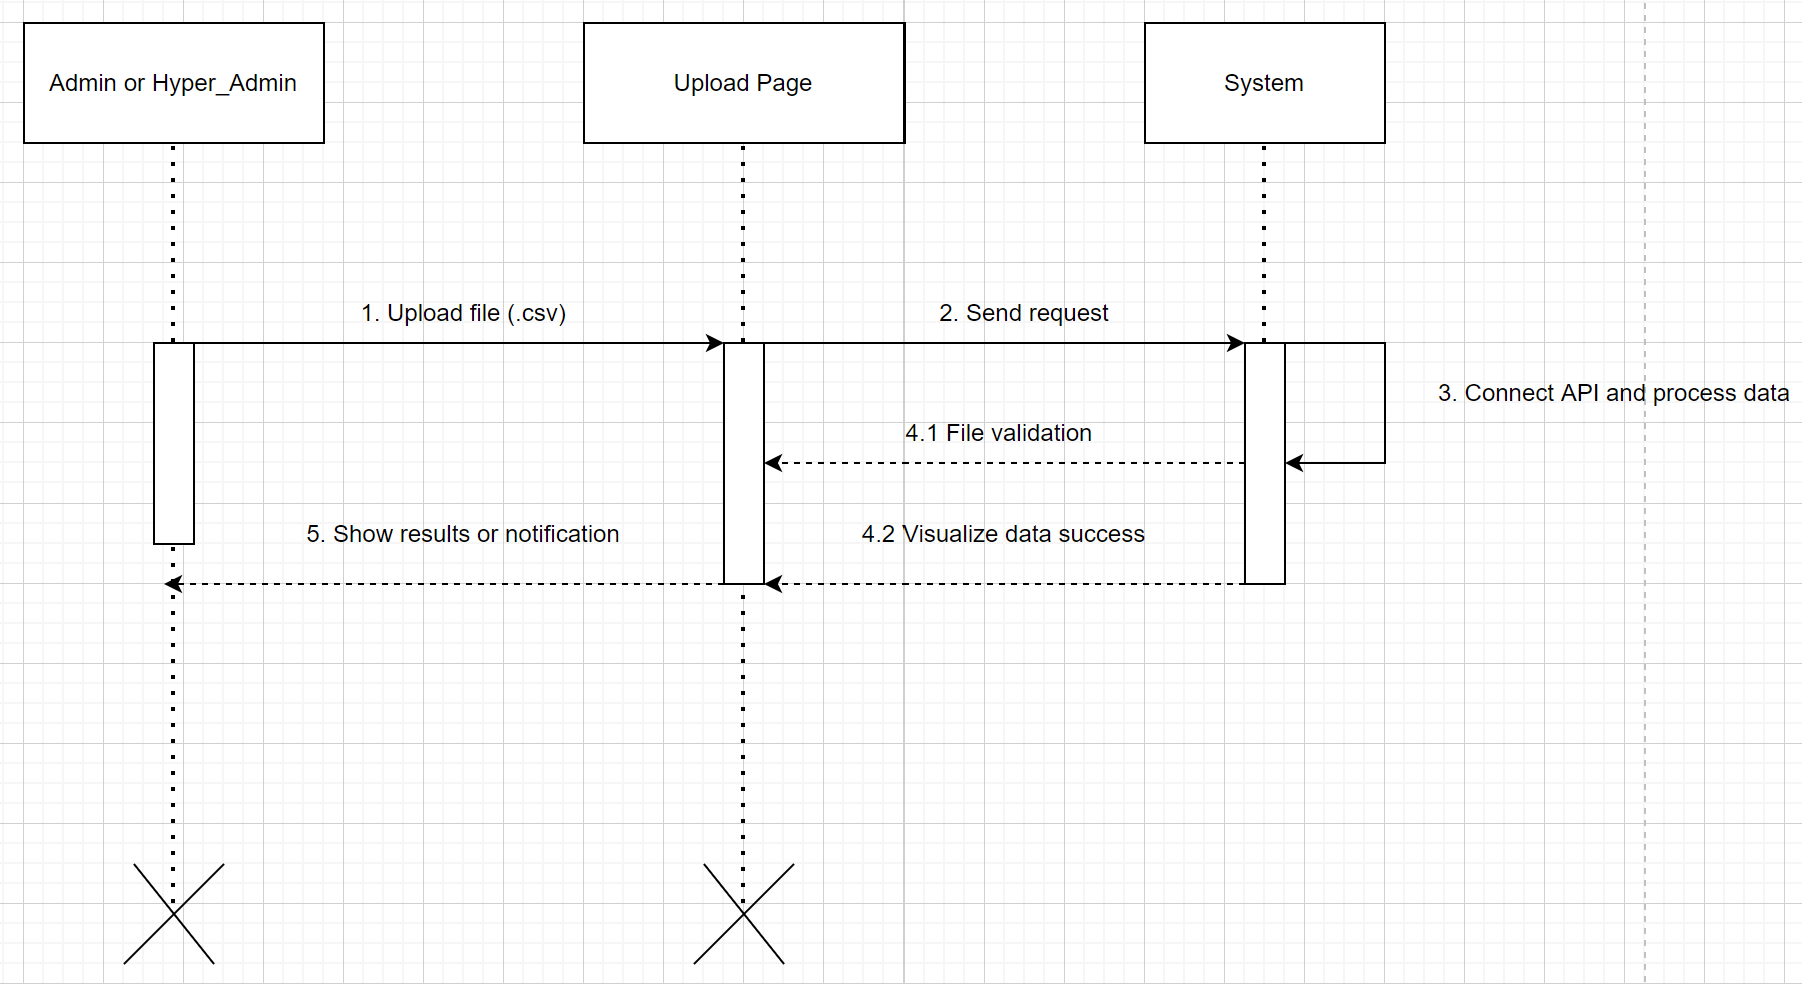 Admin or Hyper_Admin
Upload Page
System
1. Upload file (.csv)
2. Send request
3. Connect API and process data
4.1 File validation
5. Show results or notification
4.2 Visualize data success